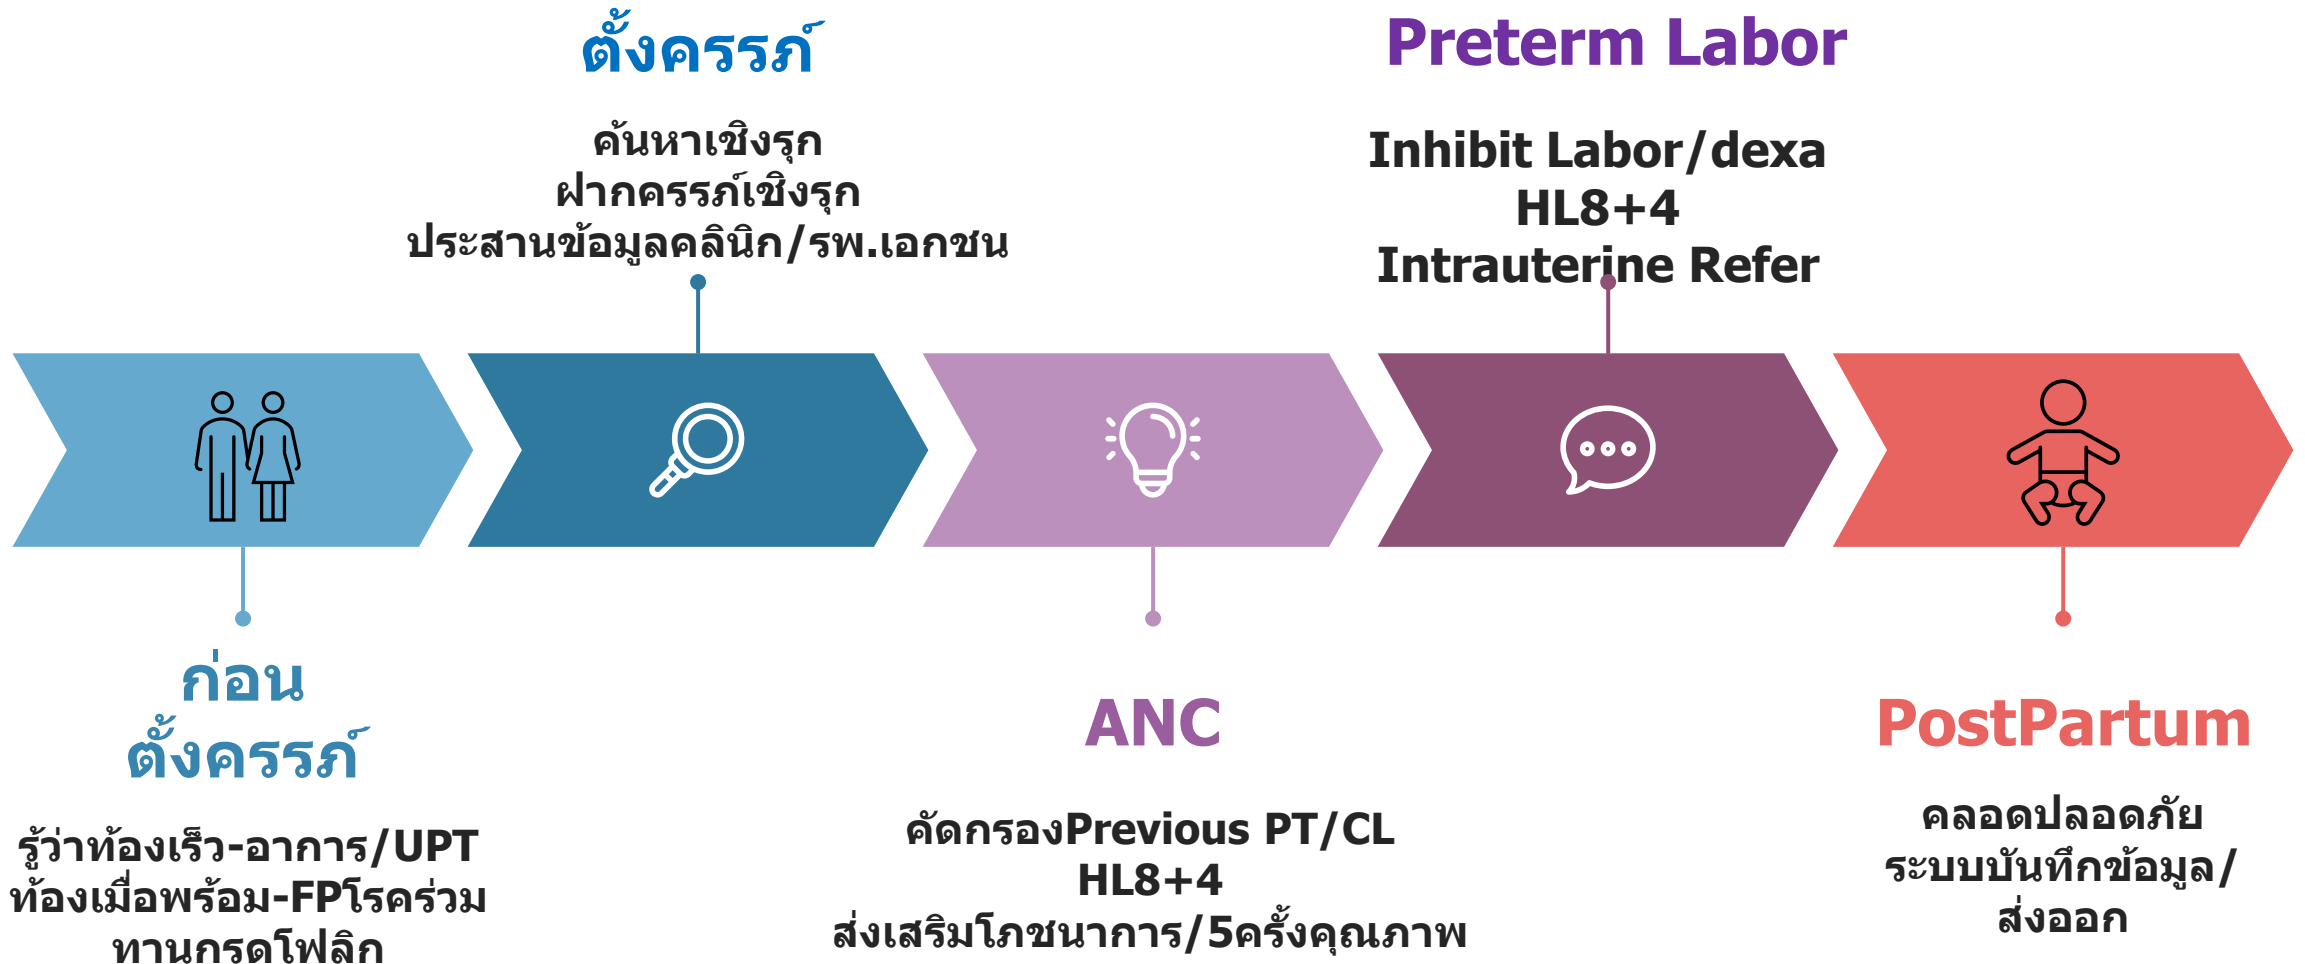 ก่อน
ตั้งครรภ์
รู้ว่าท้องเร็ว-อาการ/UPT
ท้องเมื่อพร้อม-FPโรคร่วม
ทานกรดโฟลิก
ตั้งครรภ์
ค้นหาเชิงรุก
ฝากครรภ์เชิงรุก
ประสานข้อมูลคลินิก/รพ.เอกชน
ANC
คัดกรองPrevious PT/CL
HL8+4
ส่งเสริมโภชนาการ/5ครั้งคุณภาพ
Preterm Labor
Inhibit Labor/dexa
HL8+4
Intrauterine Refer
PostPartum
คลอดปลอดภัย
ระบบบันทึกข้อมูล/
ส่งออก